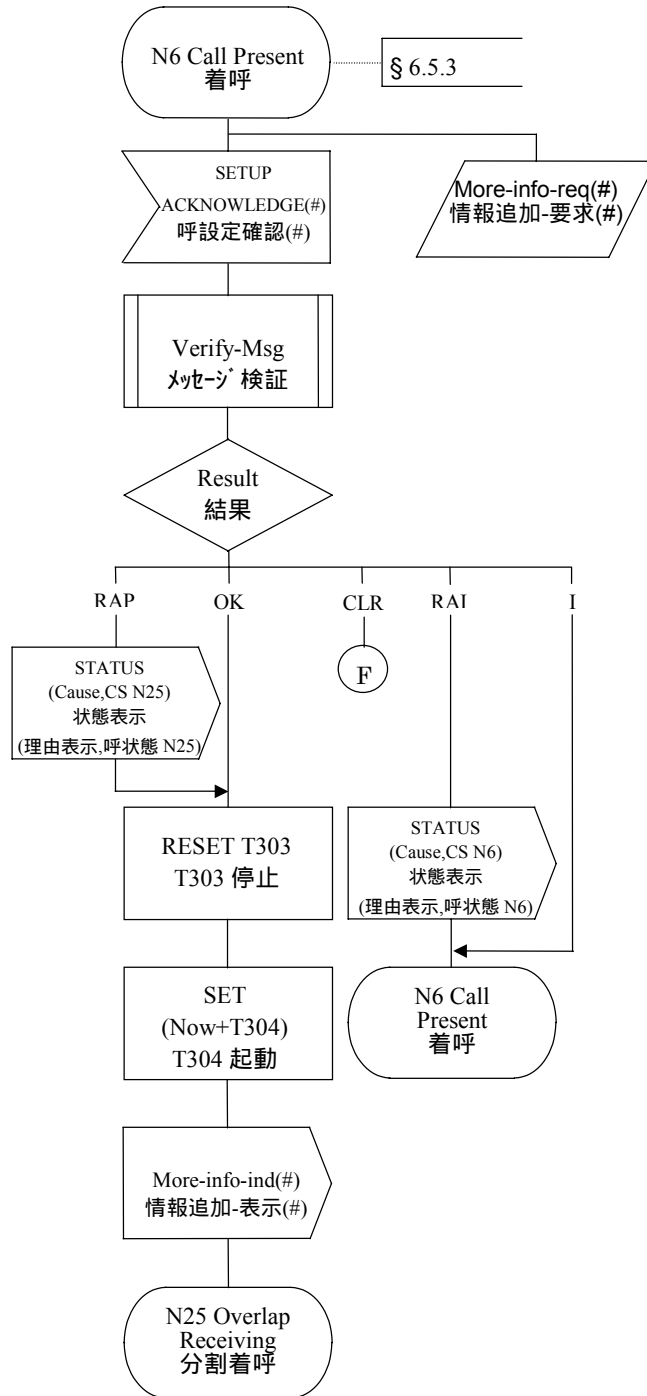 N6 Call Present
着呼
§ 6.5.3
SETUP
ACKNOWLEDGE(#)
呼設定確認(#)
More-info-req(#)
情報追加-要求(#)
Verify-Msg
メッセージ検証
Result
結果
RAP
OK
CLR
RAI
I
STATUS
(Cause,CS N25)
状態表示
(理由表示,呼状態 N25)
F
RESET T303
T303 停止
STATUS
(Cause,CS N6)
状態表示
(理由表示,呼状態 N6)
SET
(Now+T304)
T304 起動
N6 Call
Present
着呼
More-info-ind(#)
情報追加-表示(#)
N25 Overlap
Receiving
分割着呼